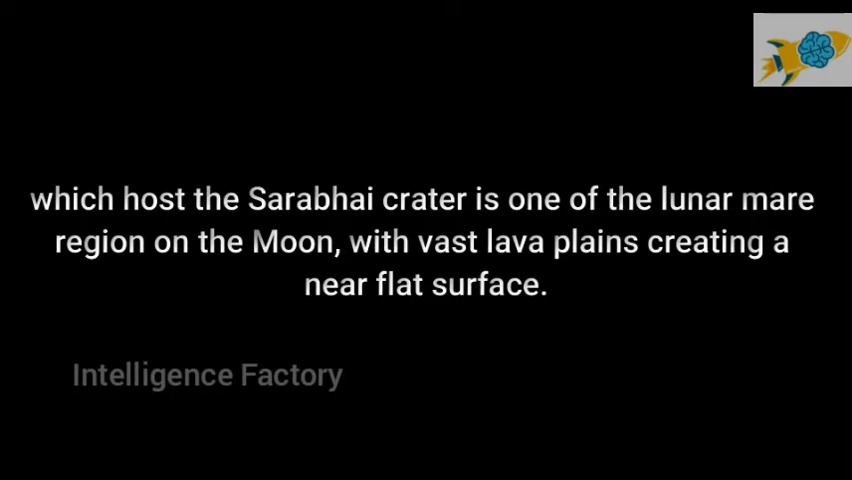 which host the Sarabhai crater is one of the lunar mare
region on the Moon, with vast lava plains creating a
near flat surface.
Intelligence Factory